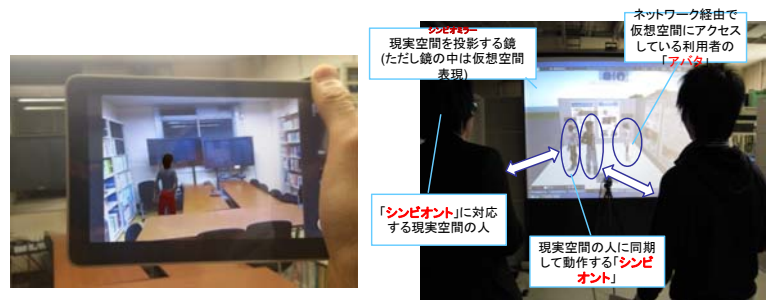 シンビオミラー
現実空間を投影する鏡
(ただし鏡の中は仮想空間
表現)
ネットワーク経由で
仮想空間にアクセス
している利用者の
「アバタ」
「シンビオント」に対応
する現実空間の人
現実空間の人に同期
して動作する「シンビ
オント」